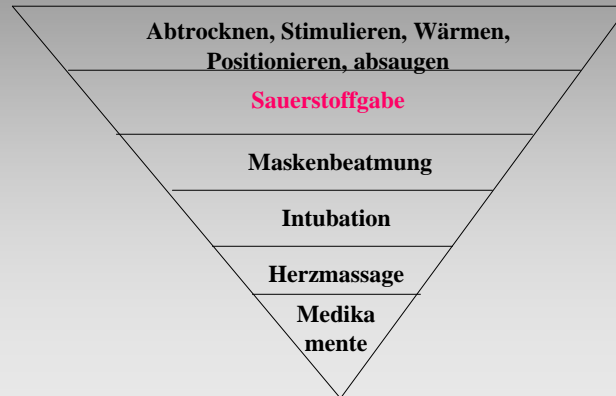 Abtrocknen, Stimulieren, Wärmen,
Positionieren, absaugen
Sauerstoffgabe
Maskenbeatmung
Intubation
Herzmassage
Medika
mente